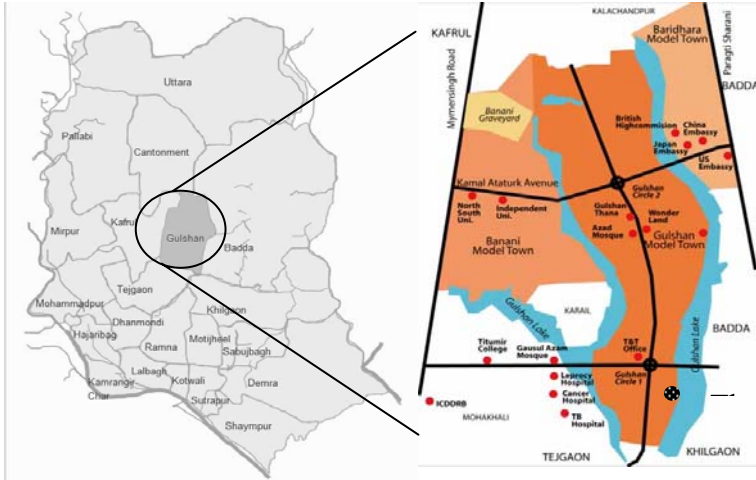 Uttara
Pallabi
Cantonment
Kafrul
Mirpur
Gulshan
Badda
Tejgaon
Mohammadpur
Khilgaon
Dhanmondi
Hajaribag
Ramna
Motijheel
Sabujbagh
Lalbagh
Kamrangir
Char
Kotwali
Demra
Sutrapur
Shaympur
KALACHANDPUR
KAFRUL
Mymensingh Road
Baridhara
Model Town
Paragti Sharani
BADDA
Banani
Graveyard
British
Highcommision
China
Embassy
Japan
Embassy
US
Embassy
Kamal Ataturk Avenue
Gulshan
Circle 2
North
South
Uni.
Independent
Uni.
Gulshan
Thana
Wonder
Land
Azad
Mosque
Gulshan
Model Town
Banani
Model Town
Gulshan Lake
KARAIL
Gulshan Lake
BADDA
Titumir
College
Gausul Azam
Mosque
T&T
Office
Leprocy
Hospital
Gulshan
Circle 1
Cancer
Hospital
ICDDRB
MOHAKHALI
TB
Hospital
TEJGAON
KHILGAON